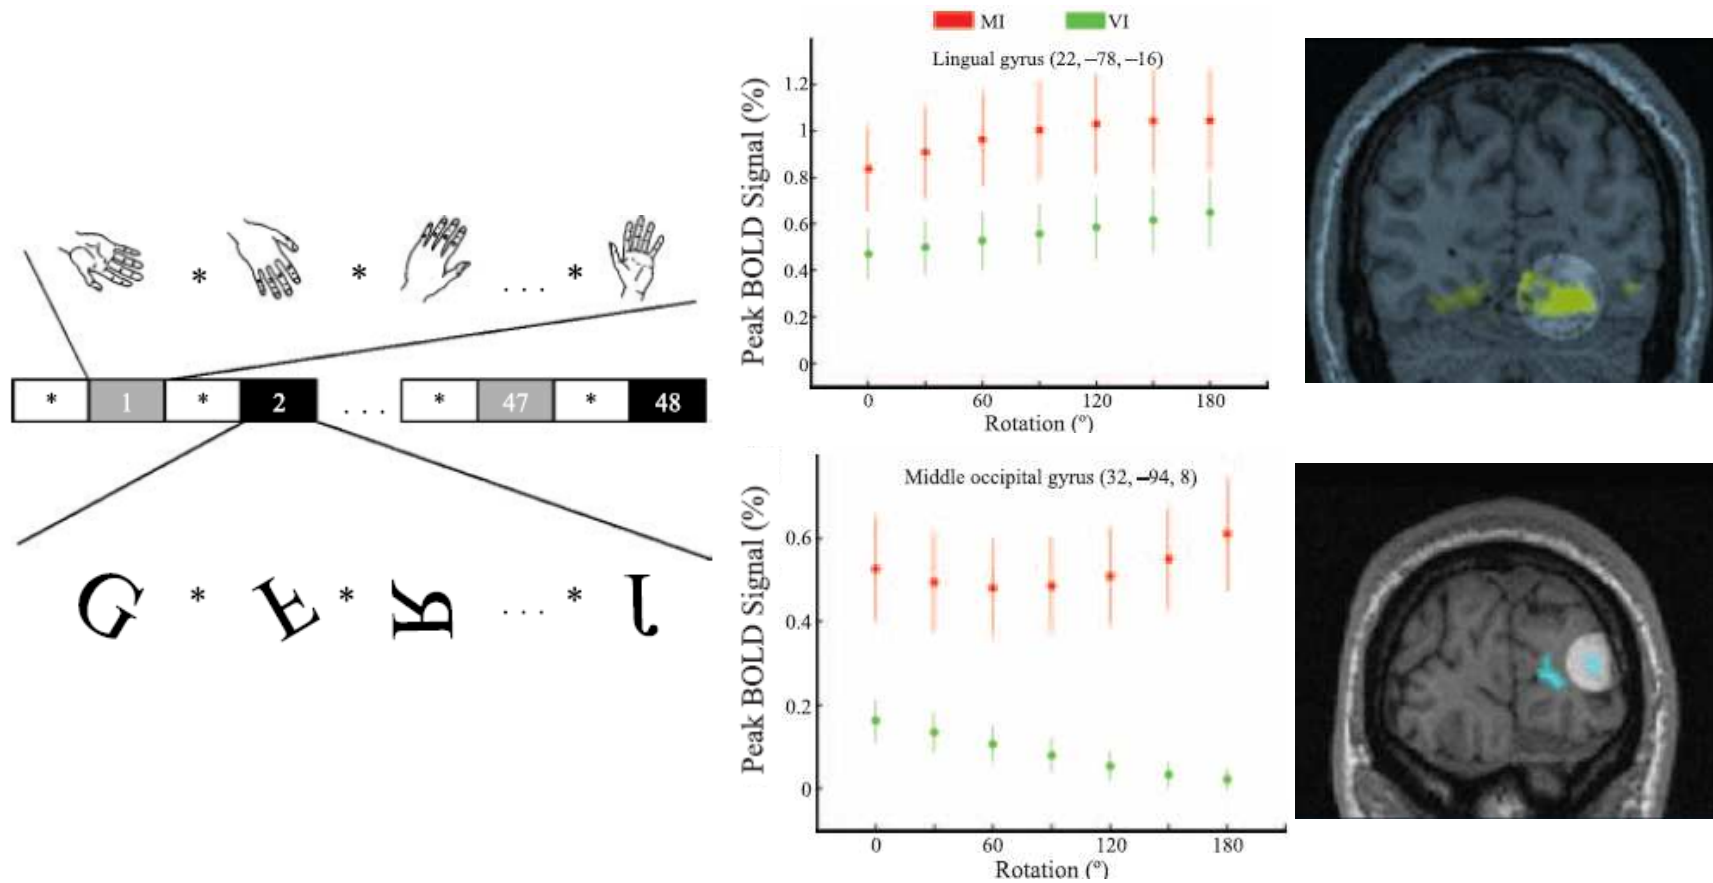 * * . . . *
* 1 * 2 . . . * 47 * 48
G * E * R . . . * J
MI VI
Lingual gyrus (22, –78, –16)
Peak BOLD Signal (%)
1.2
1
0.8
0.6
0.4
0.2
0
0 60 120 180
Rotation (º)
Middle occipital gyrus (32, –94, 8)
Peak BOLD Signal (%)
0.6
0.4
0.2
0
0 60 120 180
Rotation (º)